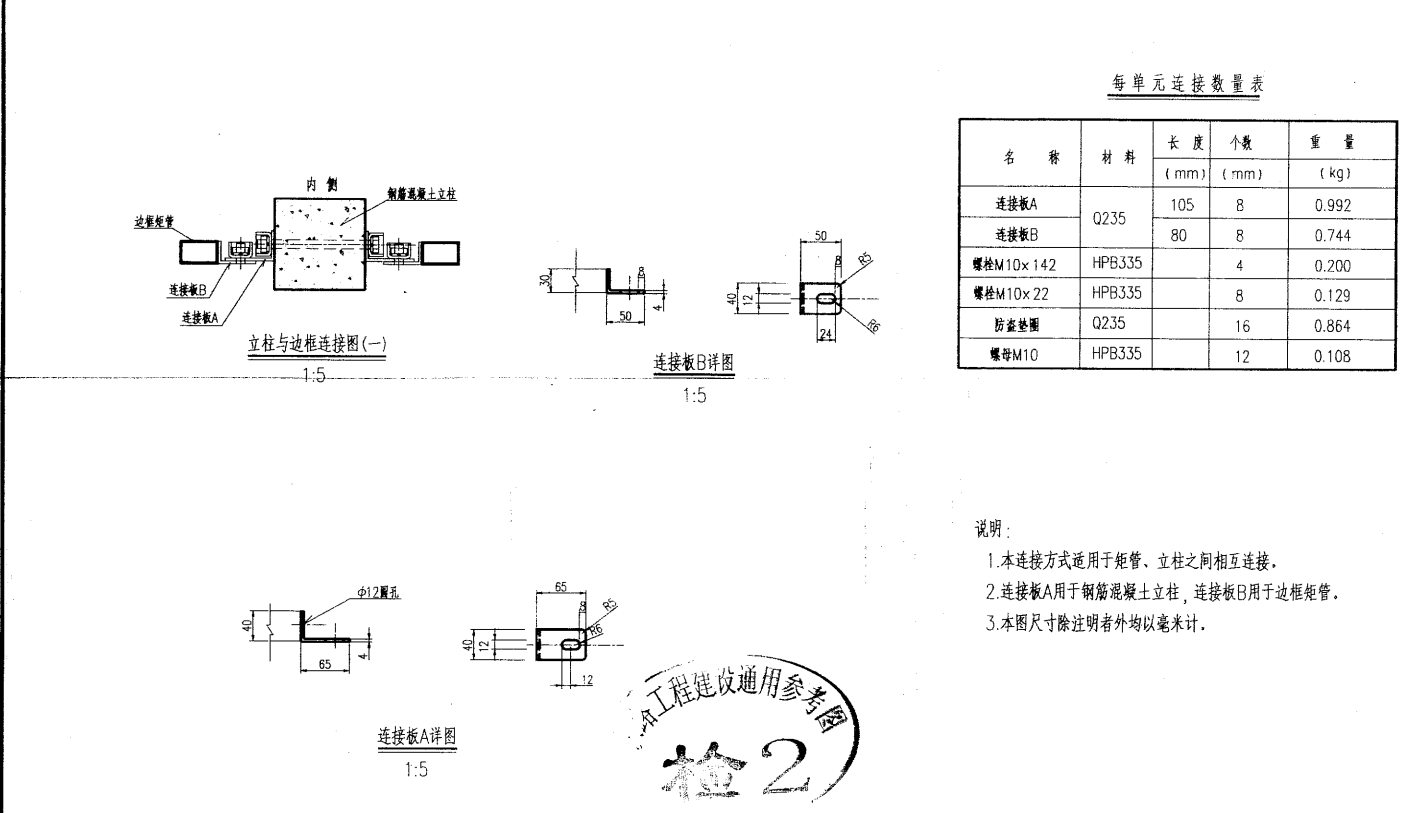 内 侧
钢筋混凝土立柱
边框矩管
连接板B
连接板A
立柱与边框连接图(一)
1:5
30
8
50
4
50
8
R5
40
12
24
R6
连接板B详图
1:5
每单元连接数量表
名 称 材 料 长 度 个数 重 量
(mm) (mm) (kg)
连接板A Q235 105 8 0.992
连接板B 80 8 0.744
螺栓M10×142 HPB335 4 0.200
螺栓M10×22 HPB335 8 0.129
防盗垫圈 Q235 16 0.864
螺母M10 HPB335 12 0.108
说明:
1.本连接方式适用于矩管、立柱之间相互连接.
2.连接板A用于钢筋混凝土立柱,连接板B用于边框矩管.
3.本图尺寸除注明者外均以毫米计.
Φ12圆孔
40
65
4
65
8
R5
R6
40
12
12
连接板A详图
1:5
工程建设通用参考图
检2